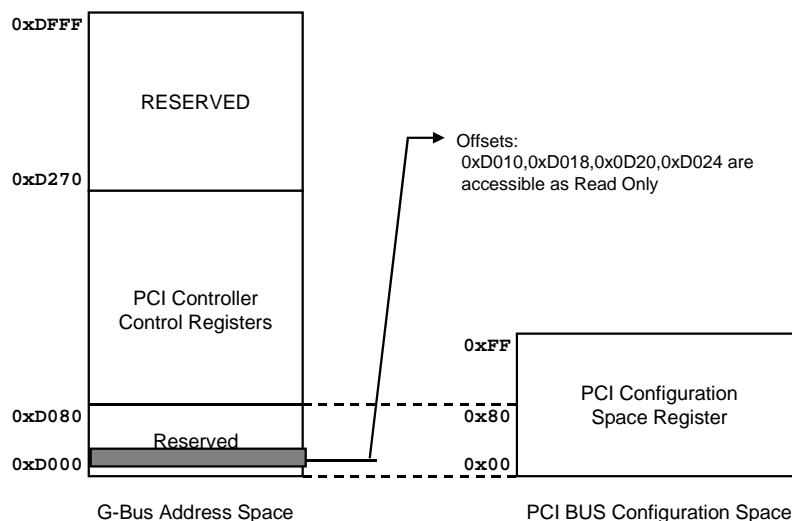 0xDFFF
RESERVED
Offsets:
0xD010,0xD018,0x0D20,0xD024 are
accessible as Read Only
0xD270
PCI Controller
Control Registers
0xFF
PCI Configuration
Space Register
0xD080
0x80
Reserved
0xD000
0x00
G-Bus Address Space
PCI BUS Configuration Space